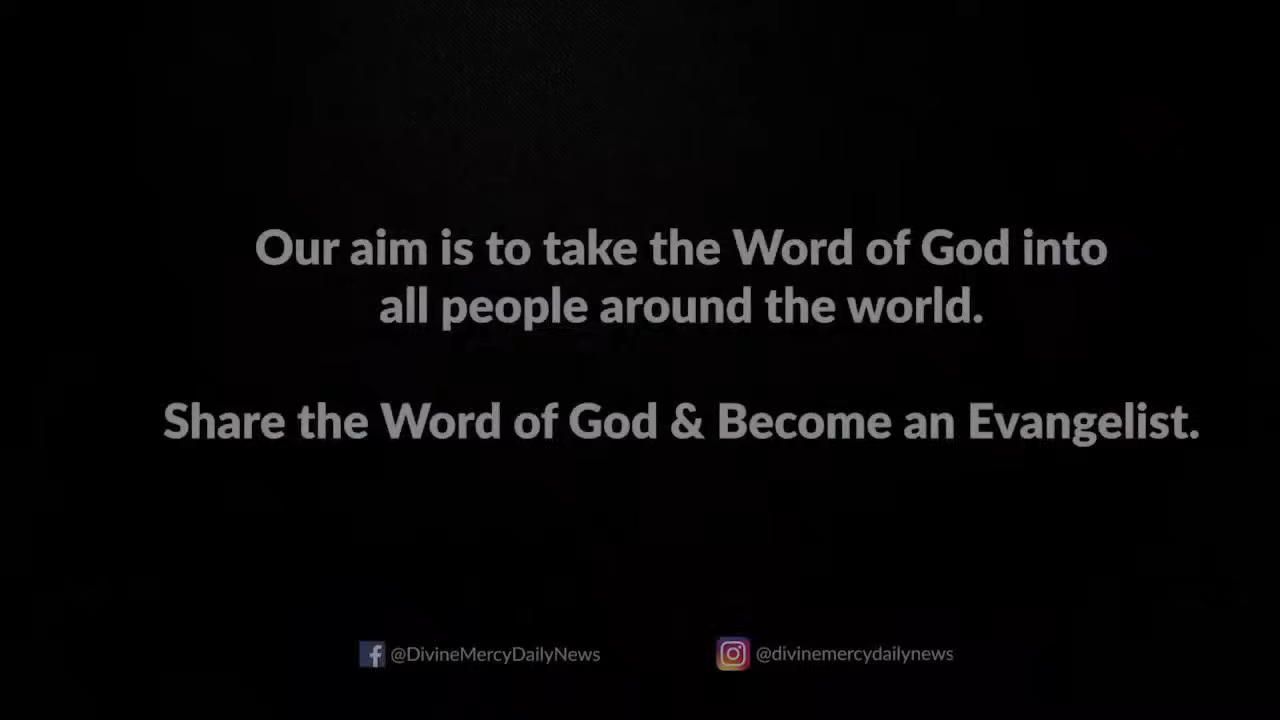 Our aim is to take the Word of God into
all people around the world.
Share the Word of God & Become an Evangelist.
@DivineMercyDailyNews
@divinemercydailynews